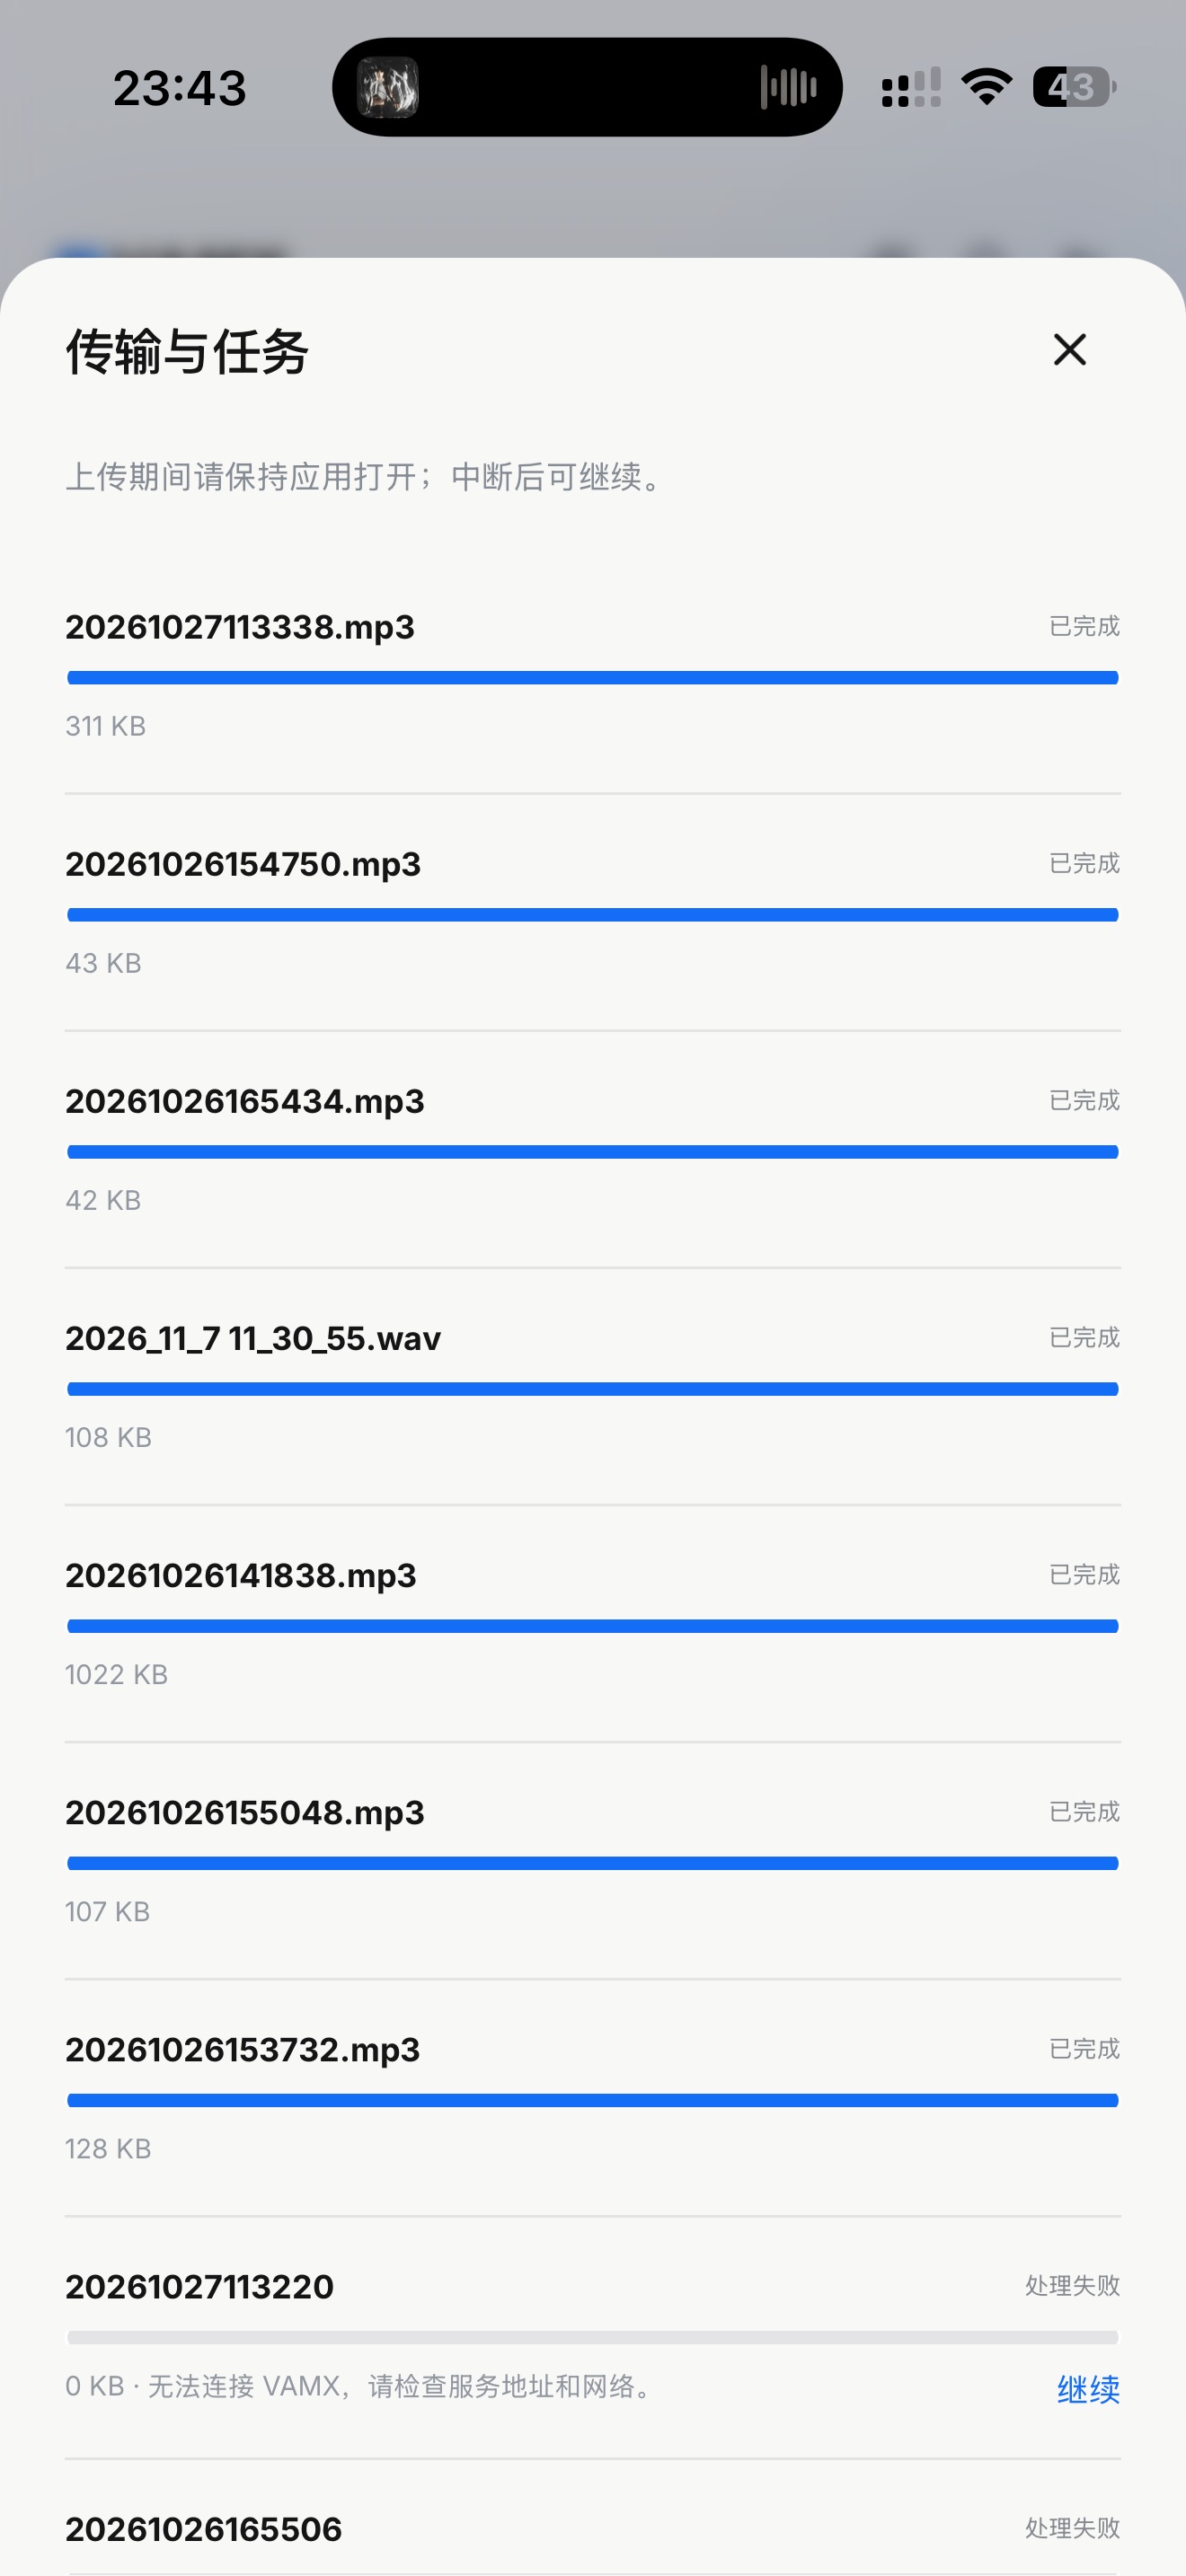 23:43
43
传输与任务
上传期间请保持应用打开；中断后可继续。
20261027113338.mp3
已完成
311 KB
20261026154750.mp3
已完成
43 KB
20261026165434.mp3
已完成
42 KB
2026_11_7 11_30_55.wav
已完成
108 KB
20261026141838.mp3
已完成
1022 KB
20261026155048.mp3
已完成
107 KB
20261026153732.mp3
已完成
128 KB
20261027113220
处理失败
0 KB · 无法连接 VAMX，请检查服务地址和网络。
继续
20261026165506
处理失败